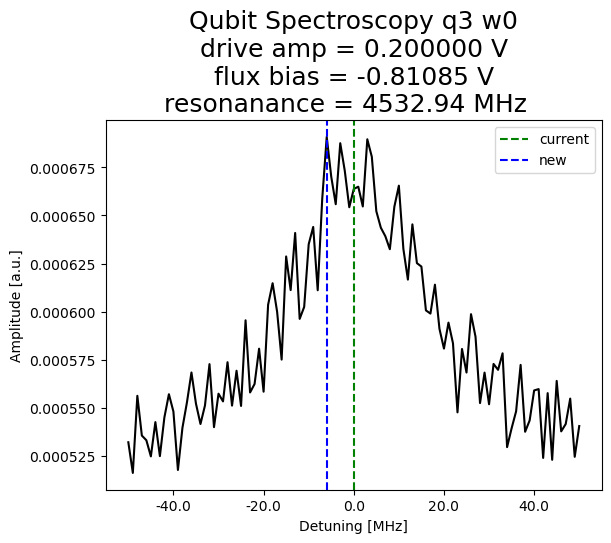 Qubit Spectroscopy q3 w0
drive amp = 0.200000 V
flux bias = -0.81085 V
resonanance = 4532.94 MHz
current
new
0.000675
0.000650
0.000625
0.000600
0.000575
0.000550
0.000525
Amplitude [a.u.]
-40.0 -20.0 0.0 20.0 40.0
Detuning [MHz]